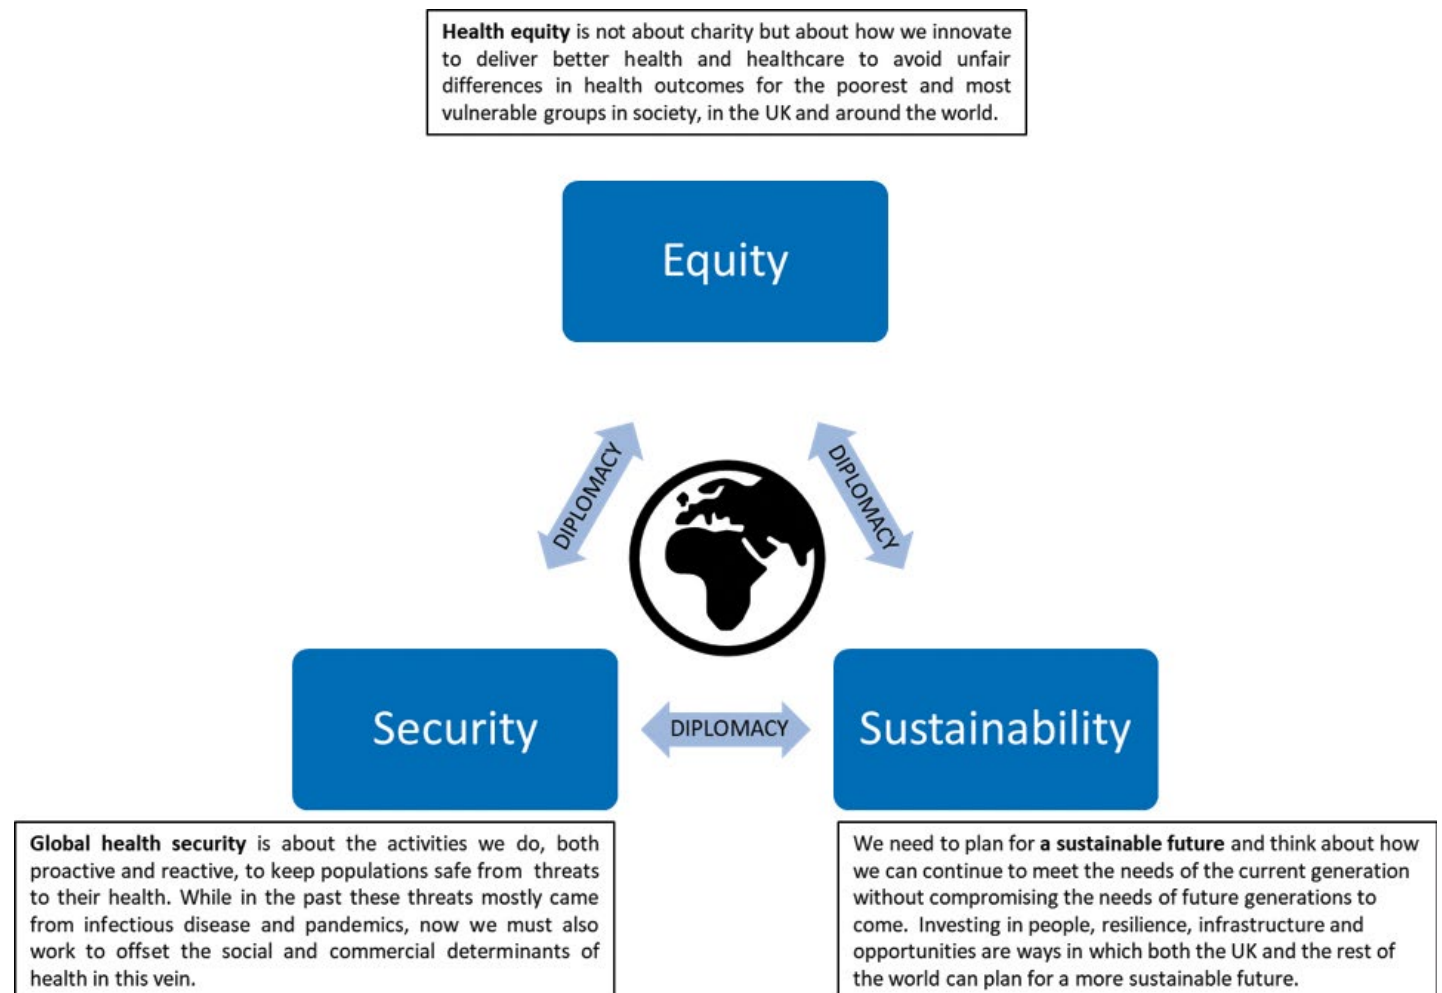 Health equity is not about charity but about how we innovate
to deliver better health and healthcare to avoid unfair
differences in health outcomes for the poorest and most
vulnerable groups in society, in the UK and around the world.
Equity
DIPLOMACY
DIPLOMACY
Security
DIPLOMACY
Sustainability
Global health security is about the activities we do, both
proactive and reactive, to keep populations safe from threats
to their health. While in the past these threats mostly came
from infectious disease and pandemics, now we must also
work to offset the social and commercial determinants of
health in this vein.
We need to plan for a sustainable future and think about how
we can continue to meet the needs of the current generation
without compromising the needs of future generations to
come. Investing in people, resilience, infrastructure and
opportunities are ways in which both the UK and the rest of
the world can plan for a more sustainable future.